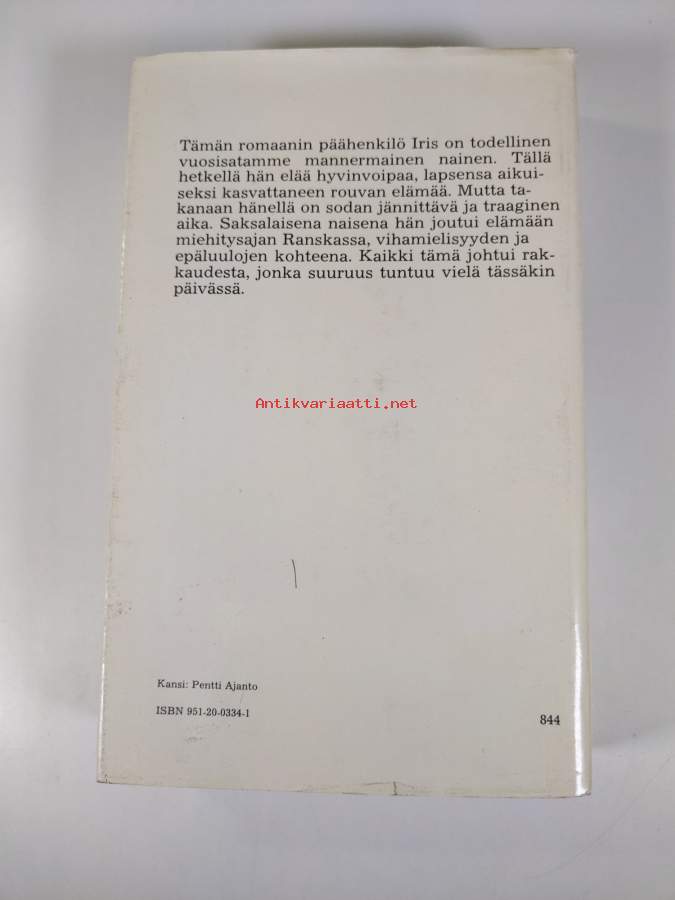 Tämän romaanin päähenkilö Iris on todellinen
vuosisatamme mannermainen nainen. Tällä
hetkellä hän elää hyvinvoipaa, lapsensa aikui-
seksi kasvattaneen rouvan elämää. Mutta ta-
kanaan hänellä on sodan jännittävä ja traaginen
aika. Saksalaisena naisena hän joutui elämään
miehitysajan Ranskassa, vihamielisyyden ja
epäluulojen kohteena. Kaikki tämä johtui rak-
kaudesta, jonka suuruus tuntuu vielä tässäkin
päivässä.
Antikvariaatti.net
Kansi: Pentti Ajanto
ISBN 951-20-0334-1
844